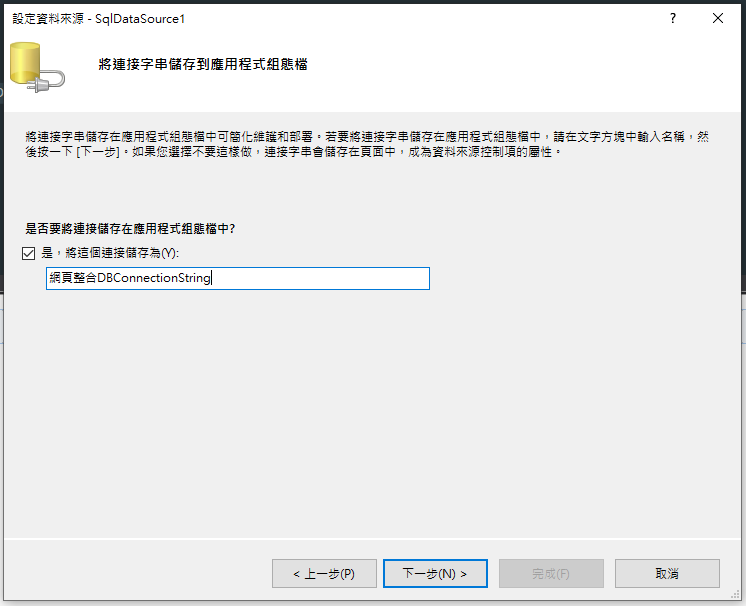 設定資料來源 - SqlDataSource1
?
將連接字串儲存到應用程式組態檔
將連接字串儲存在應用程式組態檔中可簡化維護和部署。若要將連接字串儲存在應用程式組態檔中，請在文字方塊中輸入名稱，然
後按一下 [下一步]。如果您選擇不要這樣做，連接字串會儲存在頁面中，成為資料來源控制項的屬性。
是否要將連接儲存在應用程式組態檔中?
是，將這個連接儲存為(Y):
網頁整合DBConnectionString
< 上一步(P)
下一步(N) >
完成(F)
取消